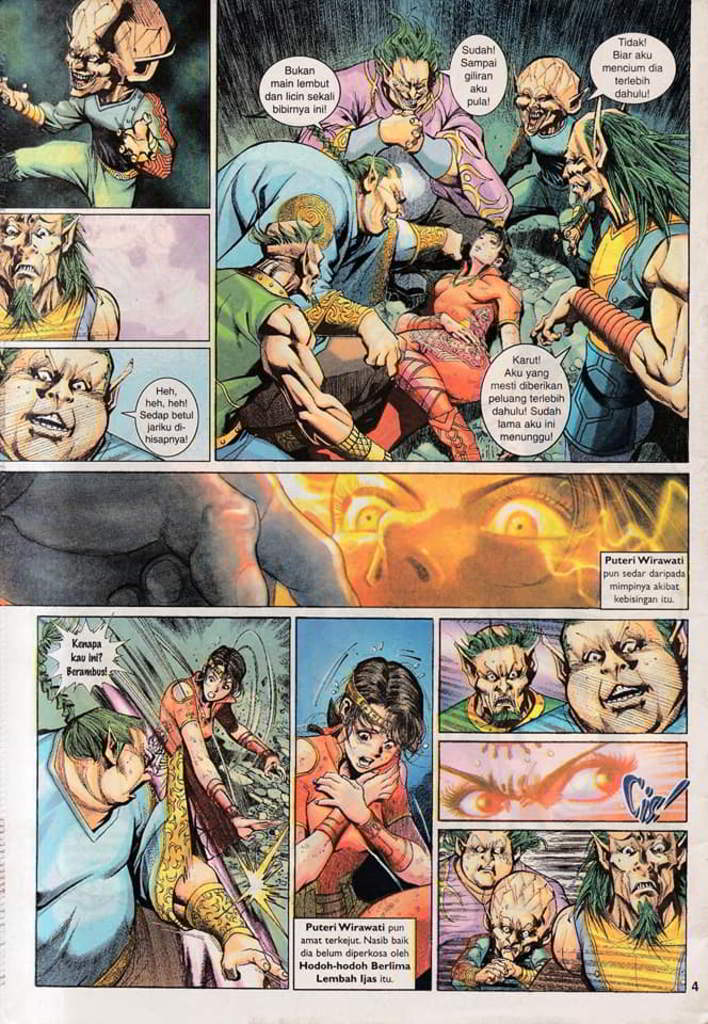 Bukan
main lembut
dan licin sekali
bibirnya ini!
Sudah!
Sampai
giliran
aku
pula!
Tidak!
Biar aku
mencium dia
terlebih
dahulu!
Karut!
Aku yang
mesti diberikan
peluang terlebih
dahulu! Sudah
lama aku ini
menunggu!
Heh,
heh, heh!
Sedap betul
jariku di-
hisapnya!
Puteri Wirawati
pun sedar daripada
mimpinya akibat
kebisingan itu.
Kenapa
kau ini?
Berambus!
Puteri Wirawati pun
amat terkejut. Nasib baik
dia belum diperkosa oleh
Hodoh-hodoh Berlima
Lembah Ijas itu.
Cis!
4